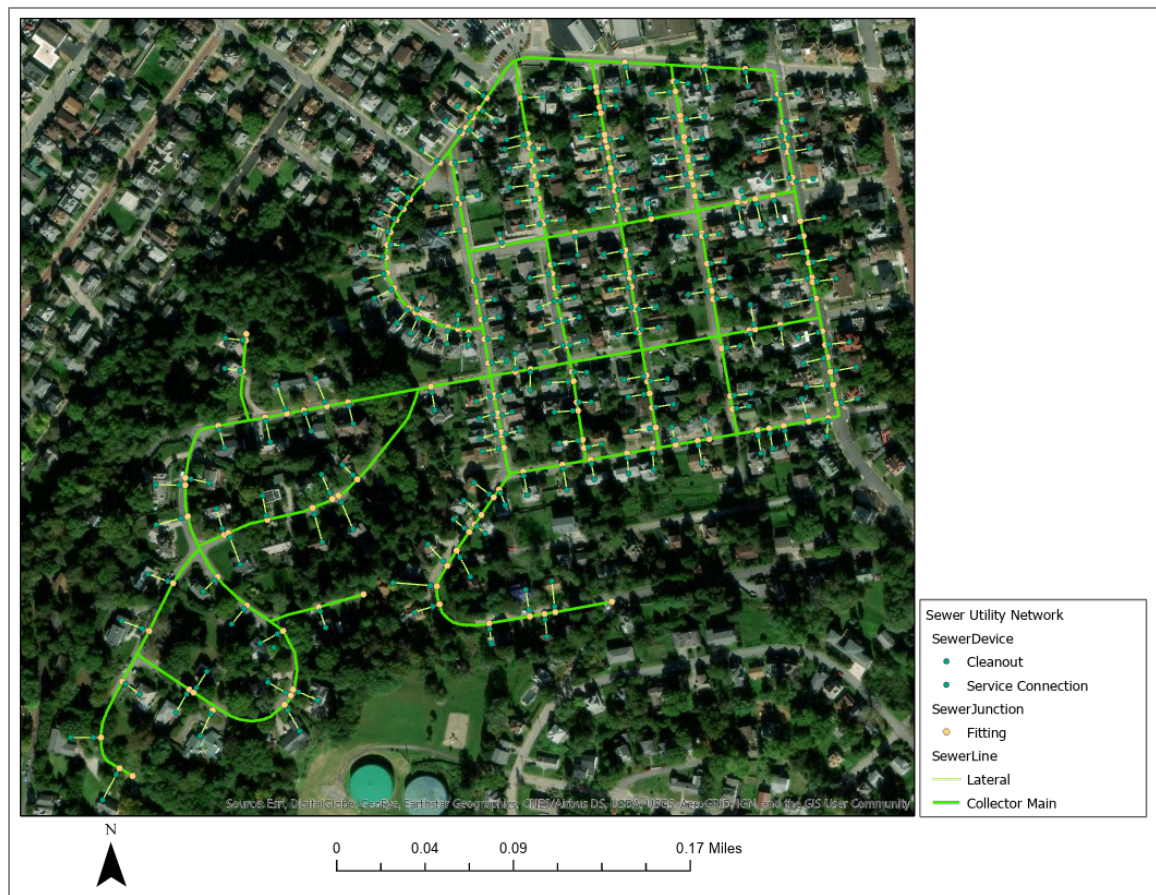 Sewer Utility Network
SewerDevice
Cleanout
Service Connection
SewerJunction
Fitting
SewerLine
Lateral
Collector Main
Source: Esri, DigitalGlobe, GeoEye, Earthstar Geographics, CNES/Airbus DS, USDA, USGS, AeroGRID, IGN, and the GIS User Community
N
0 0.04 0.09 0.17 Miles